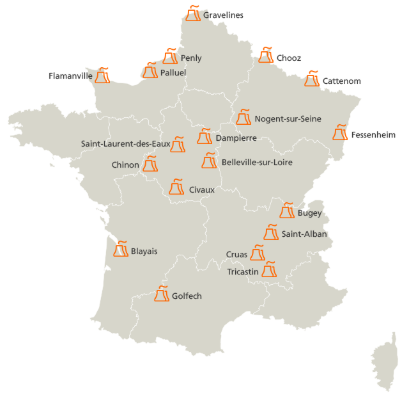 Gravelines
Penly
Chooz
Palluel
Flamanville
Cattenom
Nogent-sur-Seine
Fessenheim
Dampierre
Saint-Laurent-des-Eaux
Belleville-sur-Loire
Chinon
Civaux
Bugey
Saint-Alban
Blayais
Cruas
Tricastin
Golfech